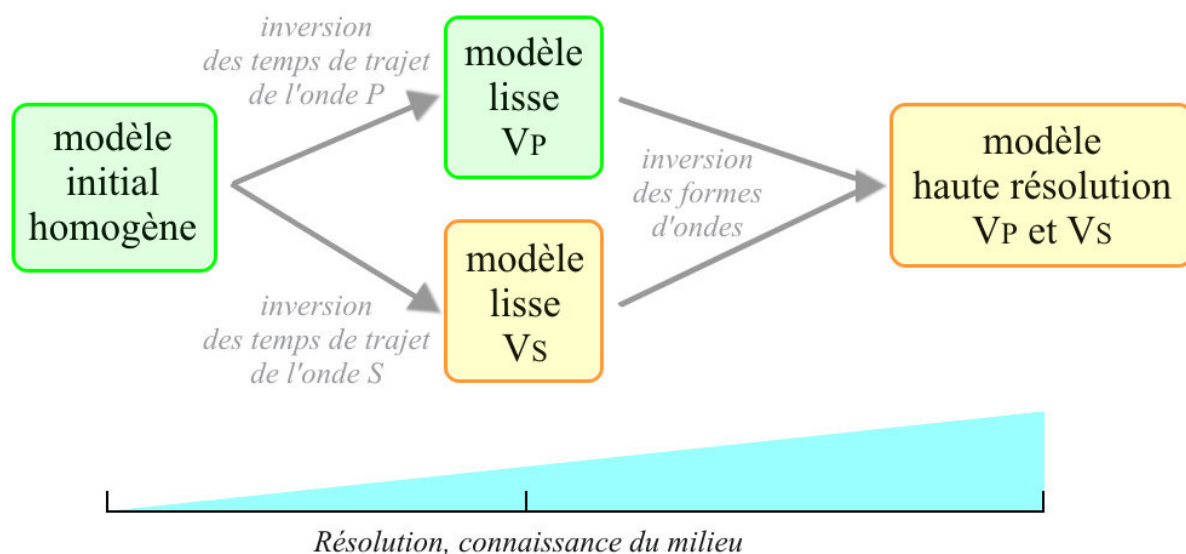 inversion
des temps de trajet
de l'onde P
modèle
lisse
VP
modèle
initial
homogène
inversion
des formes
d'ondes
modèle
haute résolution
VP et VS
modèle
lisse
VS
inversion
des temps de trajet
de l'onde S
Résolution, connaissance du milieu